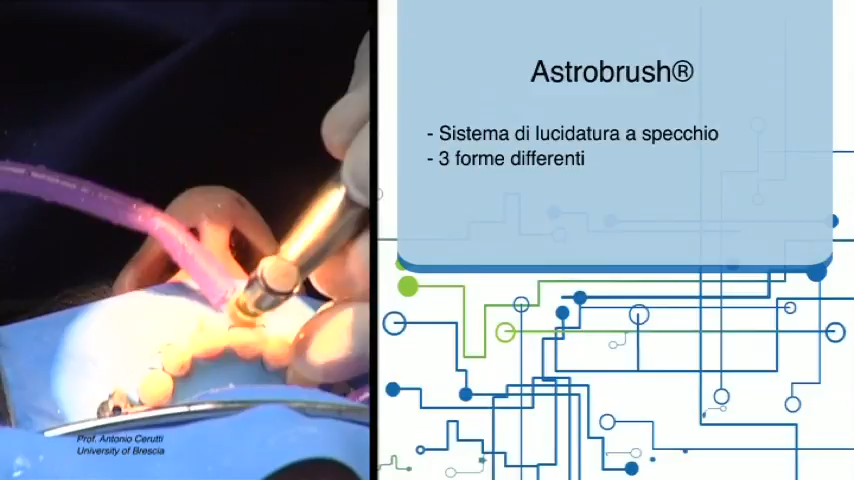 Astrobrush®
- Sistema di lucidatura a specchio
- 3 forme differenti
Prof. Antonio Cerutti
University of Brescia